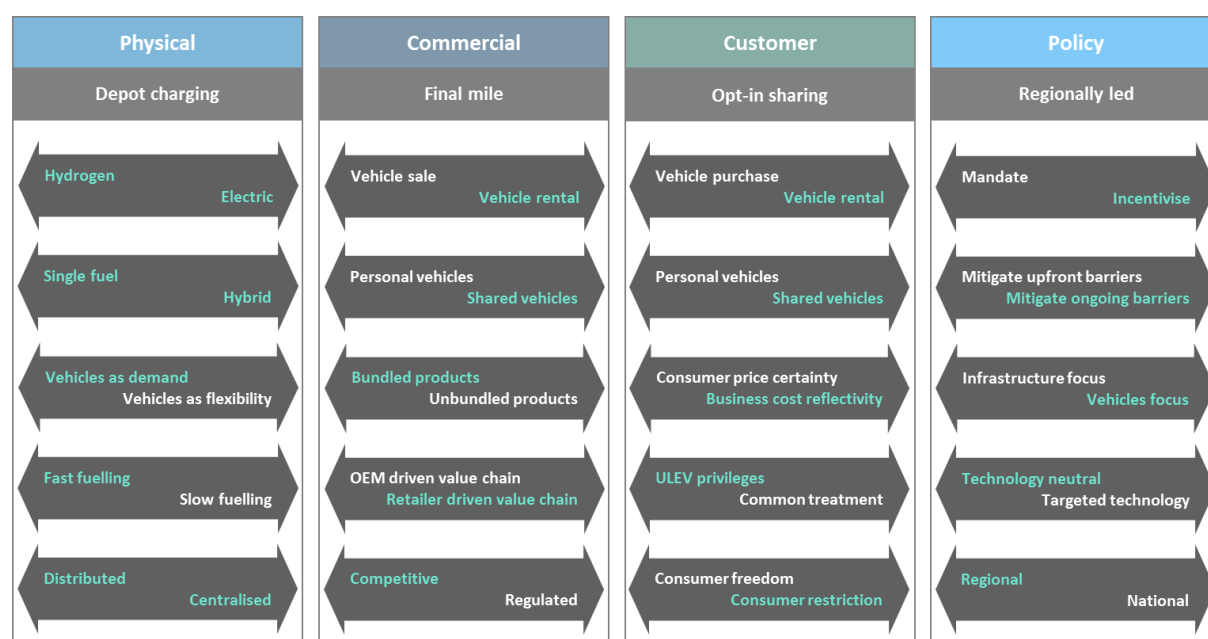 Physical
Depot charging
Hydrogen
Electric
Single fuel
Hybrid
Vehicles as demand
Vehicles as flexibility
Fast fuelling
Slow fuelling
Distributed
Centralised
Commercial
Final mile
Vehicle sale
Vehicle rental
Personal vehicles
Shared vehicles
Bundled products
Unbundled products
OEM driven value chain
Retailer driven value chain
Competitive
Regulated
Customer
Opt-in sharing
Vehicle purchase
Vehicle rental
Personal vehicles
Shared vehicles
Consumer price certainty
Business cost reflectivity
ULEV privileges
Common treatment
Consumer freedom
Consumer restriction
Policy
Regionally led
Mandate
Incentivise
Mitigate upfront barriers
Mitigate ongoing barriers
Infrastructure focus
Vehicles focus
Technology neutral
Targeted technology
Regional
National